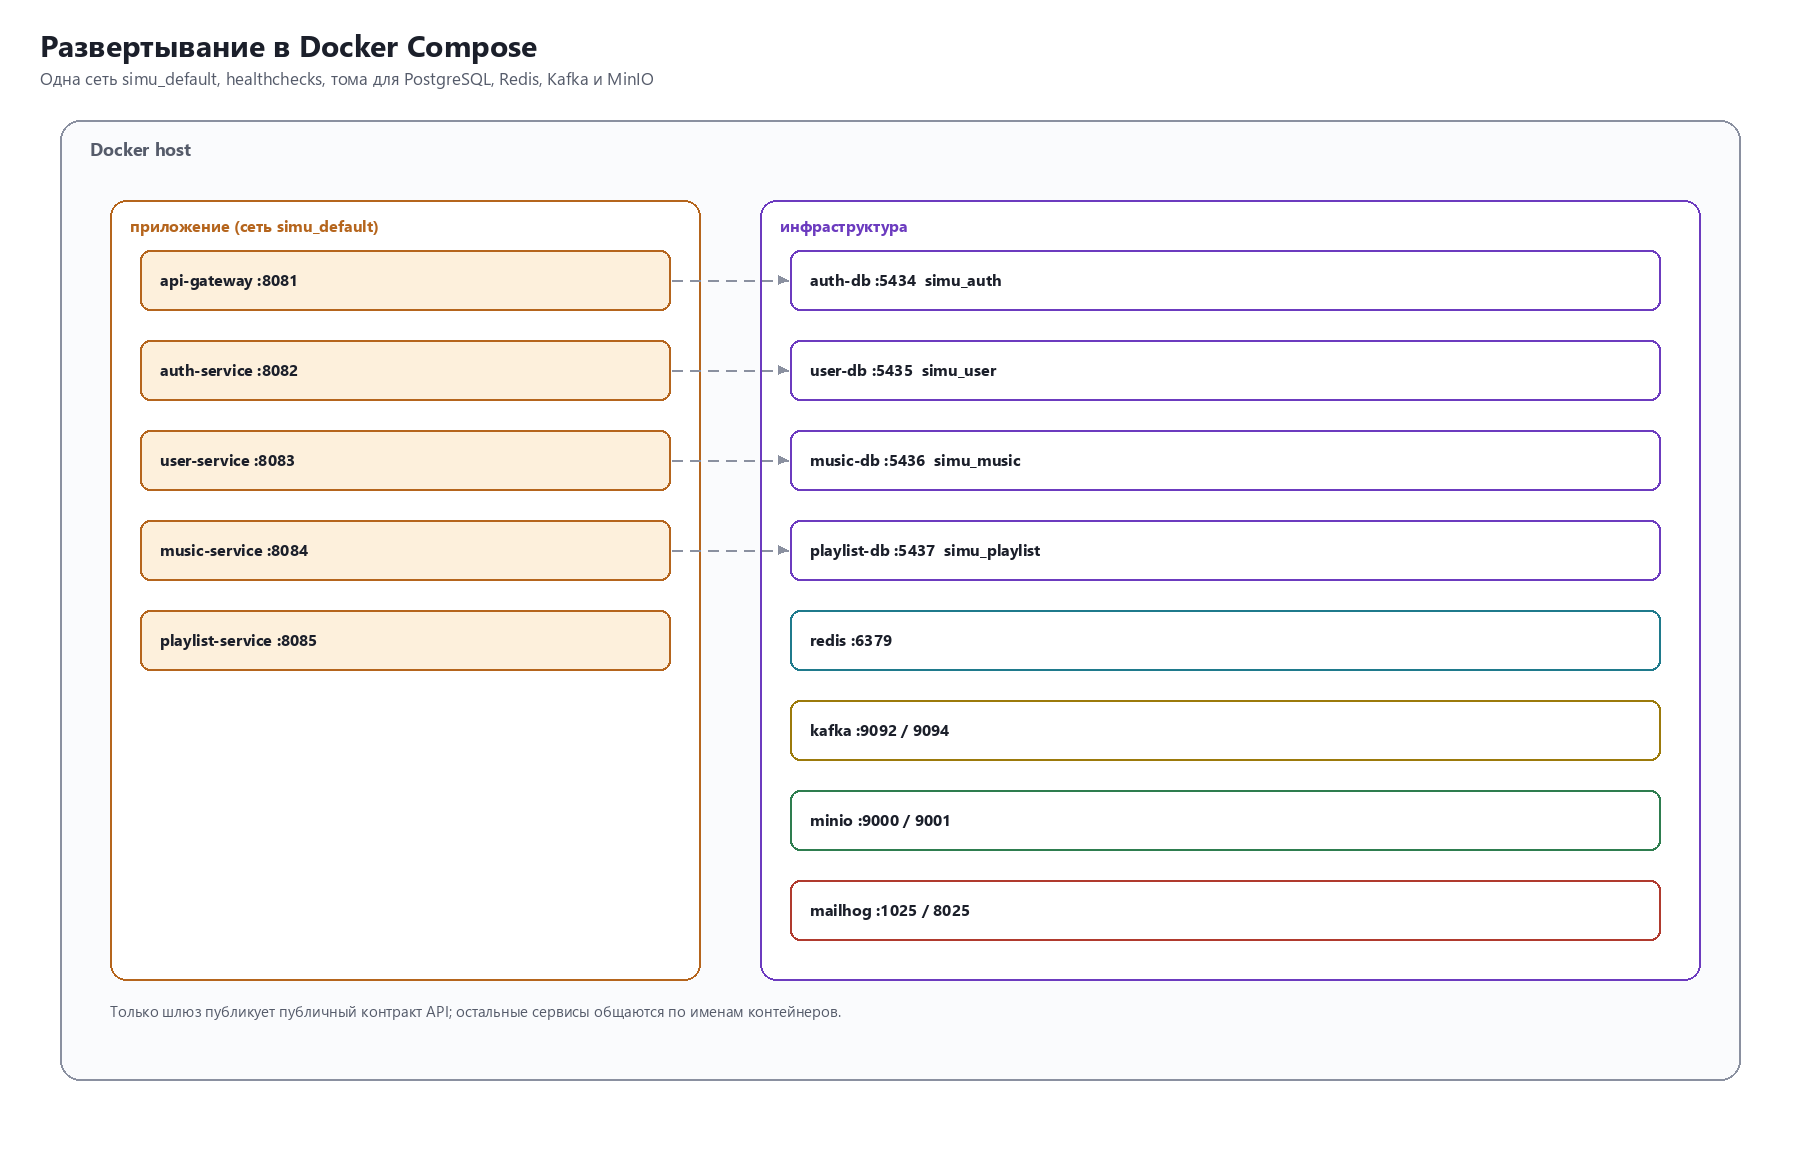 Развертывание в Docker Compose
Одна сеть simu_default, healthchecks, тома для PostgreSQL, Redis, Kafka и MinIO
Docker host
приложение (сеть simu_default)
api-gateway :8081
auth-service :8082
user-service :8083
music-service :8084
playlist-service :8085
инфраструктура
auth-db :5434  simu_auth
user-db :5435  simu_user
music-db :5436  simu_music
playlist-db :5437  simu_playlist
redis :6379
kafka :9092 / 9094
minio :9000 / 9001
mailhog :1025 / 8025
Только шлюз публикует публичный контракт API; остальные сервисы общаются по именам контейнеров.